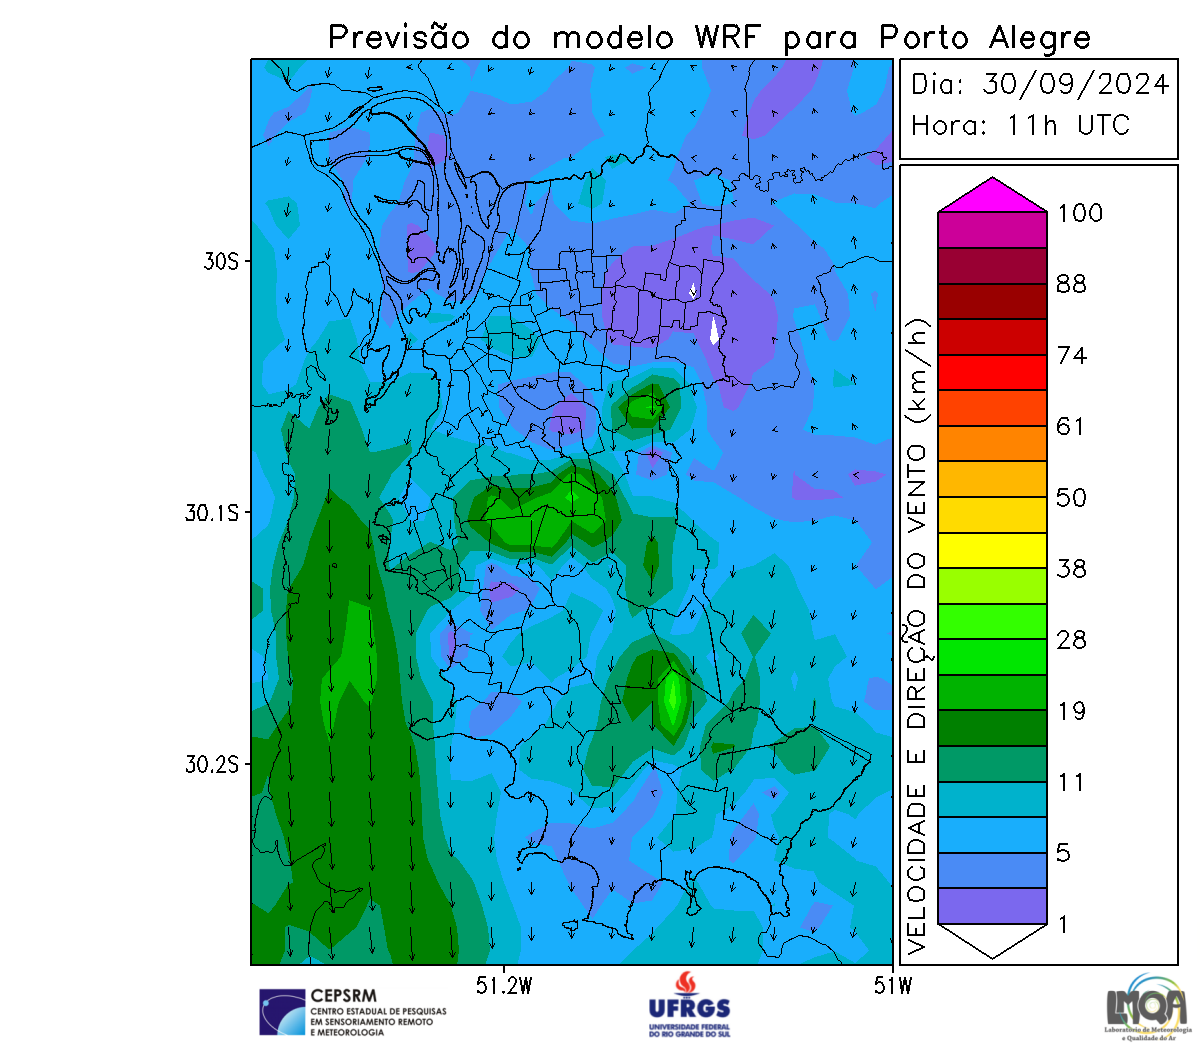 Previsão do modelo WRF para Porto Alegre
Dia: 30/09/2024
Hora: 11h UTC
30S
30.1S
30.2S
51.2W
51W
VELOCIDADE E DIREÇÃO DO VENTO (km/h)
100
88
74
61
50
38
28
19
11
5
1
CEPSRM
CENTRO ESTADUAL DE PESQUISAS
EM SENSORIAMENTO REMOTO
E METEOROLOGIA
UFRGS
UNIVERSIDADE FEDERAL
DO RIO GRANDE DO SUL
LMQA
Laboratório de Meteorologia
e Qualidade do Ar